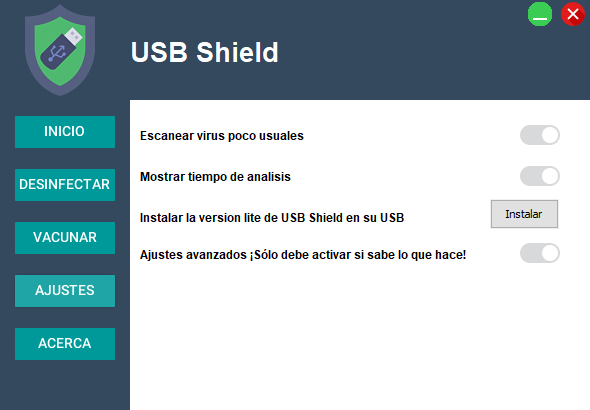 USB Shield
INICIO
DESINFECTAR
VACUNAR
AJUSTES
ACERCA
Escanear virus poco usuales
Mostrar tiempo de analisis
Instalar la version lite de USB Shield en su USB
Instalar
Ajustes avanzados ¡Sólo debe activar si sabe lo que hace!